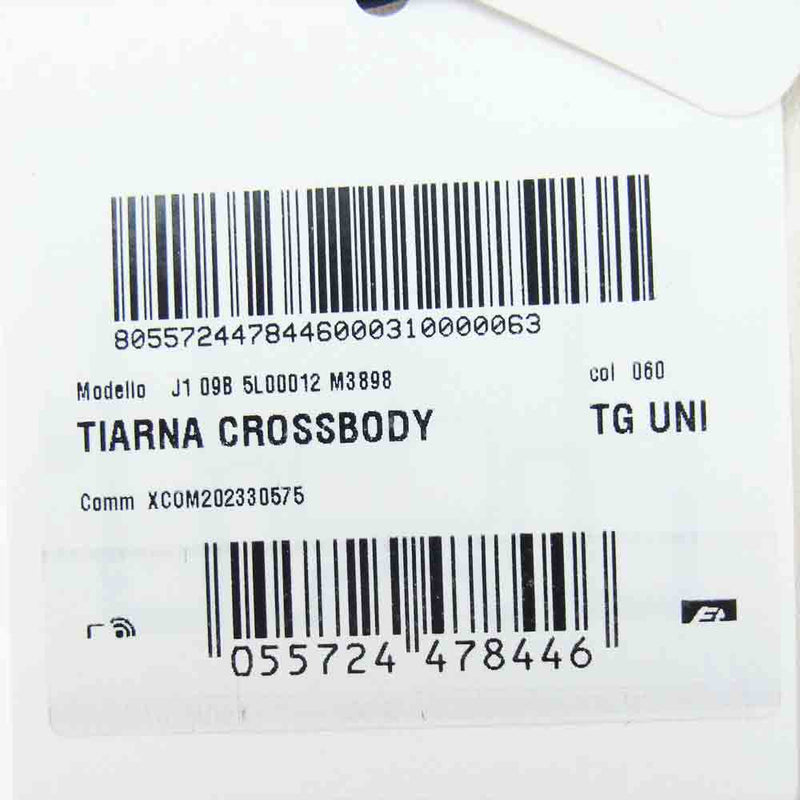 8055724478446000310000063
Modello J1 09B 5L00012 M3898 col 060
TIARNA CROSSBODY TG UNI
Comm XCOM202330575
055724 478446